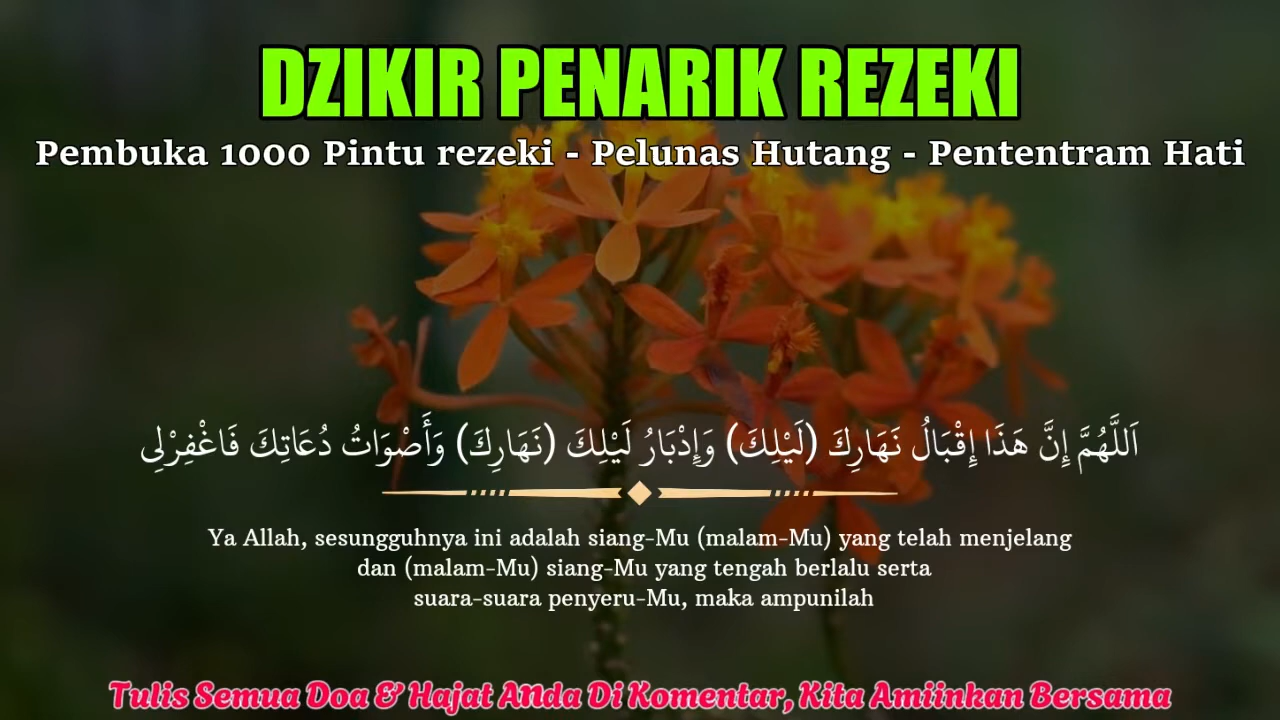 DZIKIR PENARIK REZEKI
Pembuka 1000 Pintu rezeki - Pelunas Hutang - Pententram Hati
اَللَّهُمَّ إِنَّ هَذَا إِقْبَالُ نَهَارِكَ (لَيْلِكَ) وَإِدْبَارُ لَيْلِكَ (نَهَارِكَ) وَأَصْوَاتُ دُعَاتِكَ فَاغْفِرْلِى
Ya Allah, sesungguhnya ini adalah siang-Mu (malam-Mu) yang telah menjelang
dan (malam-Mu) siang-Mu yang tengah berlalu serta
suara-suara penyeru-Mu, maka ampunilah
Tulis Semua Doa & Hajat ANda Di Komentar, Kita Amiinkan Bersama